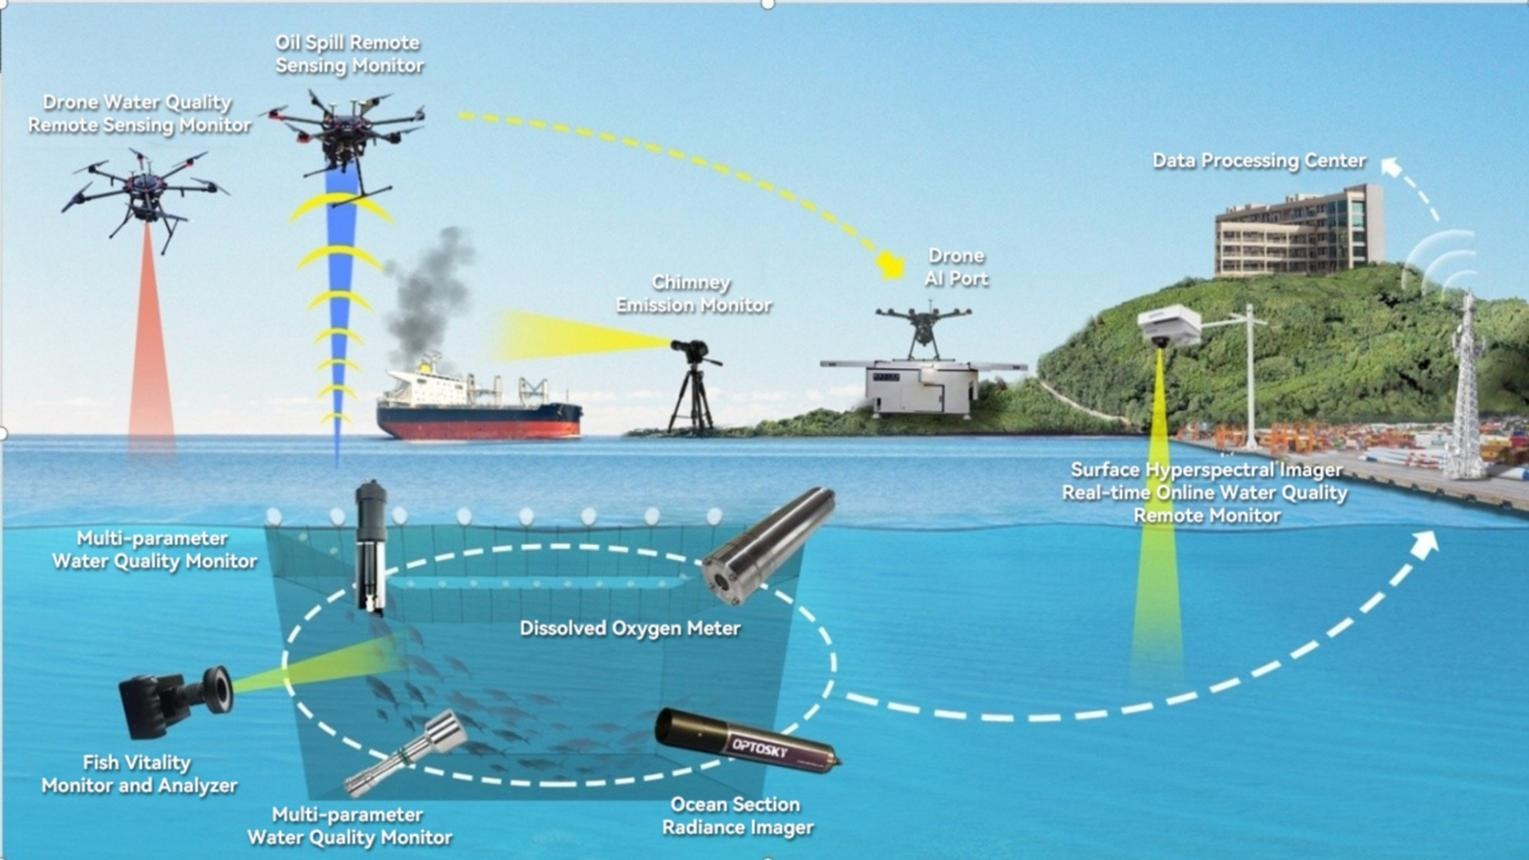 Oil Spill Remote
Sensing Monitor
Drone Water Quality
Remote Sensing Monitor
Data Processing Center
Drone
AI Port
Chimney
Emission Monitor
Surface Hyperspectral Imager
Real-time Online Water Quality
Remote Monitor
Multi-parameter
Water Quality Monitor
Dissolved Oxygen Meter
OPTOSKY
Fish Vitality
Monitor and Analyzer
Multi-parameter
Water Quality Monitor
Ocean Section
Radiance Imager